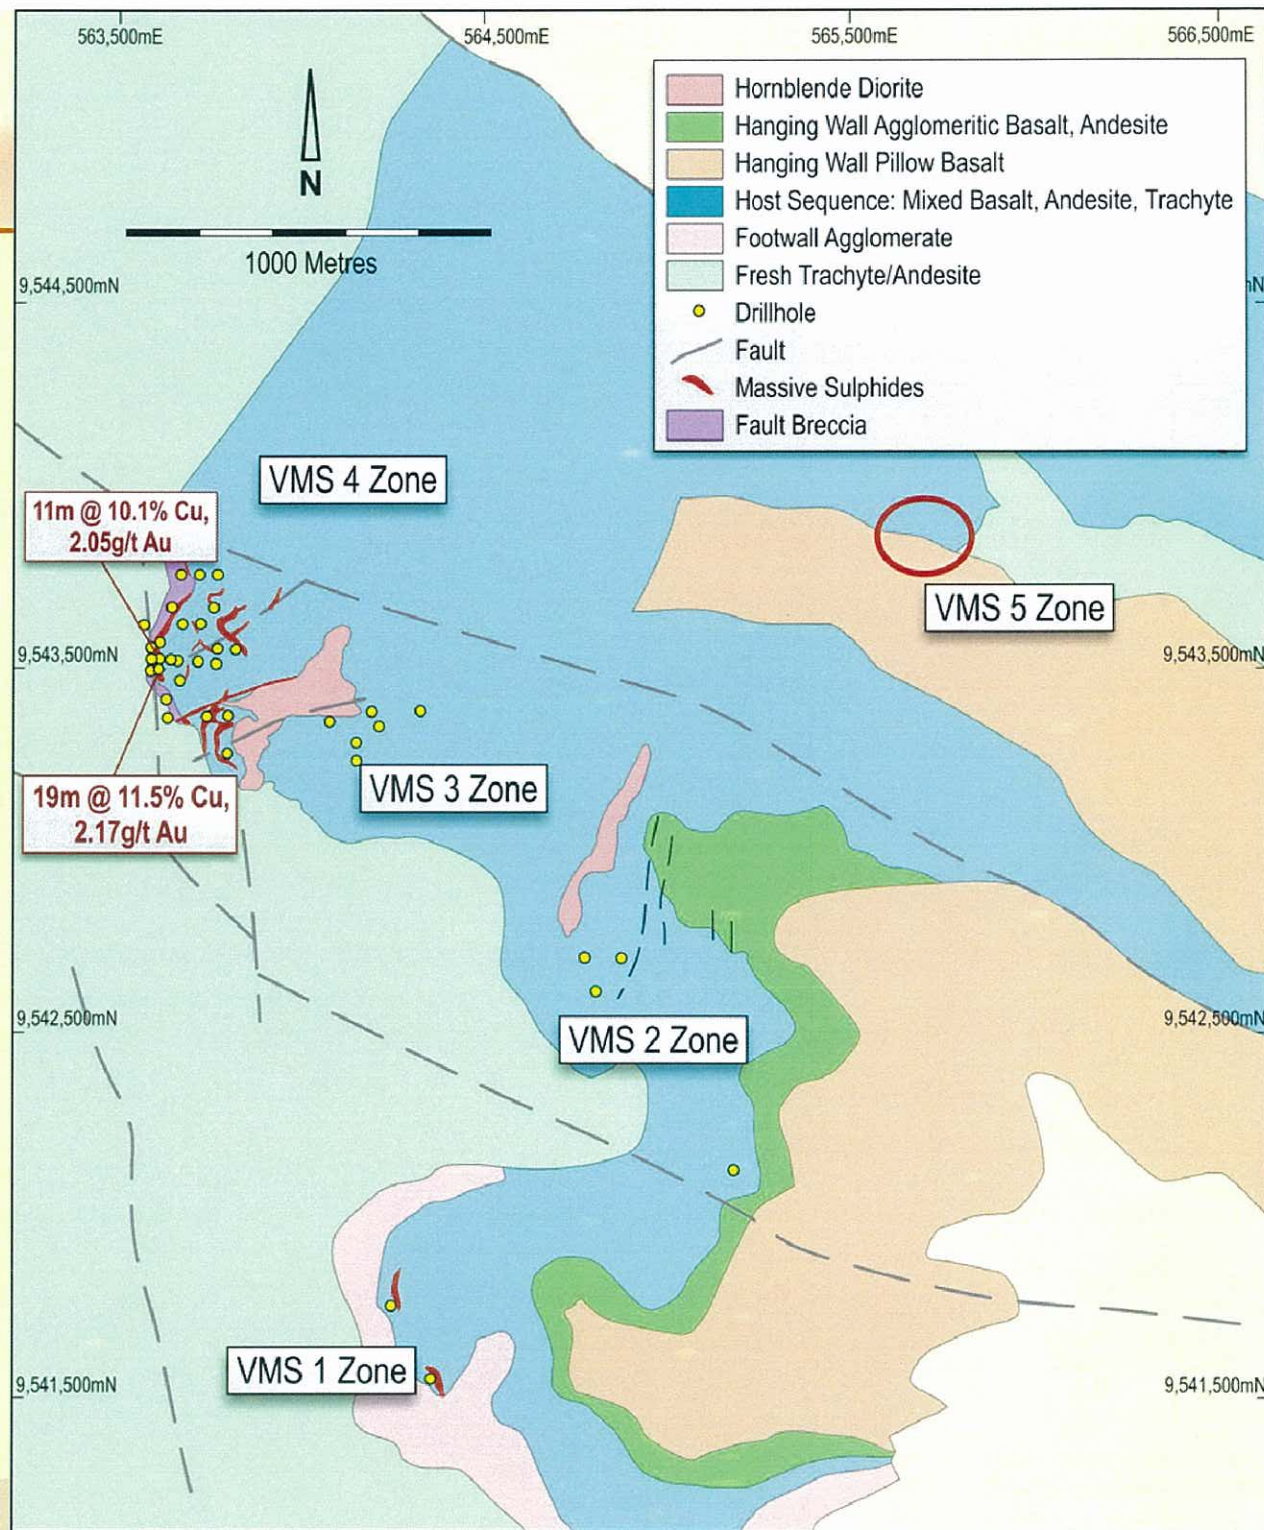 563,500mE
564,500mE
565,500mE
566,500mE
Hornblende Diorite
Hanging Wall Agglomeritic Basalt, Andesite
Hanging Wall Pillow Basalt
Host Sequence: Mixed Basalt, Andesite, Trachyte
Footwall Agglomerate
Fresh Trachyte/Andesite
Drillhole
Fault
Massive Sulphides
Fault Breccia
N
1000 Metres
9,544,500mN
mN
VMS 4 Zone
11m @ 10.1% Cu,
2.05g/t Au
VMS 5 Zone
9,543,500mN
9,543,500mN
VMS 3 Zone
19m @ 11.5% Cu,
2.17g/t Au
9,542,500mN
9,542,500mN
VMS 2 Zone
VMS 1 Zone
9,541,500mN
9,541,500mN